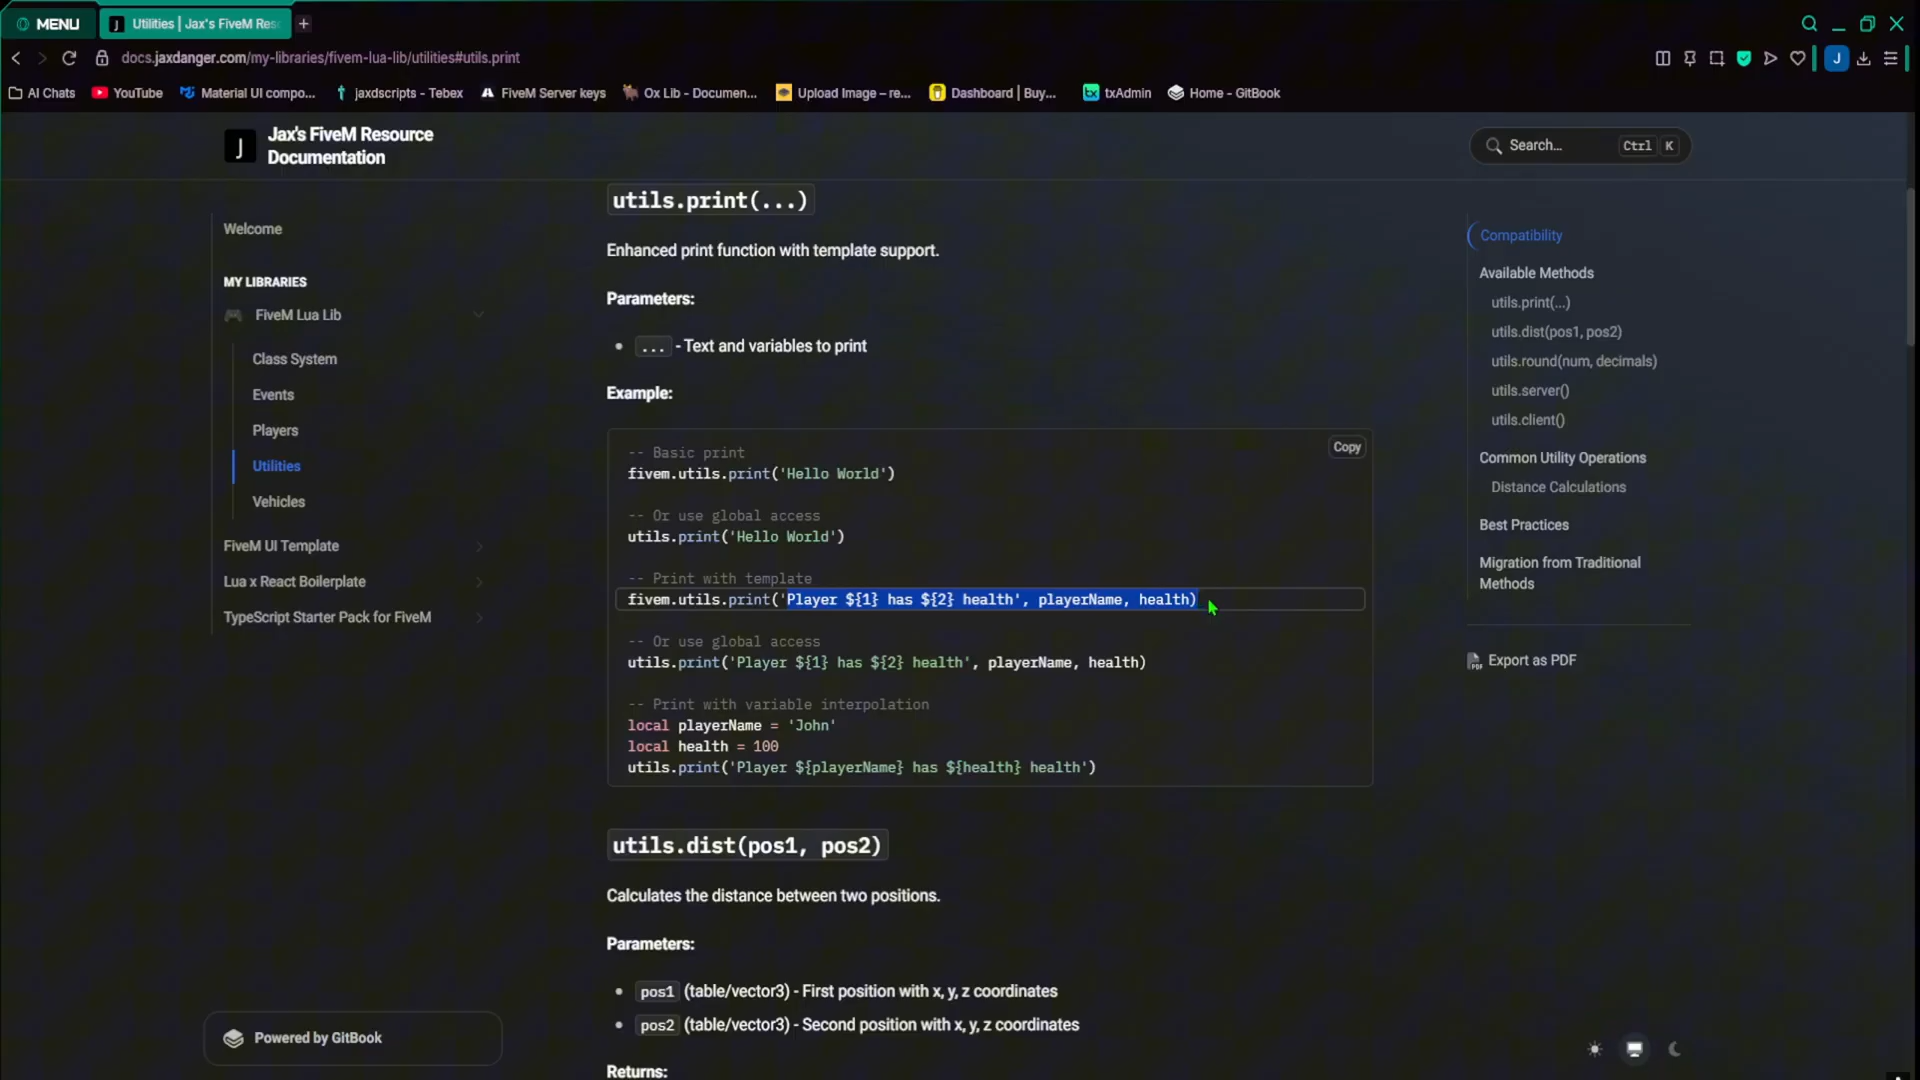 MENU
Utilities | Jax's FiveM Res
docs.jaxdanger.com/my-libraries/fivem-lua-lib/utilities#utils.print
J
AI Chats
YouTube
Material UI compo...
jaxdscripts - Tebex
FiveM Server keys
Ox Lib - Documen...
Upload Image – re...
Dashboard | Buy...
txAdmin
Home - GitBook
J
Jax's FiveM Resource
Documentation
Search...
Ctrl K
Welcome
MY LIBRARIES
FiveM Lua Lib
Class System
Events
Players
Utilities
Vehicles
FiveM UI Template
Lua x React Boilerplate
TypeScript Starter Pack for FiveM
Powered by GitBook
utils.print(...)
Enhanced print function with template support.
Parameters:
... - Text and variables to print
Example:
Copy
-- Basic print
fivem.utils.print('Hello World')
-- Or use global access
utils.print('Hello World')
-- Print with template
fivem.utils.print('Player ${1} has ${2} health', playerName, health)
-- Or use global access
utils.print('Player ${1} has ${2} health', playerName, health)
-- Print with variable interpolation
local playerName = 'John'
local health = 100
utils.print('Player ${playerName} has ${health} health')
utils.dist(pos1, pos2)
Calculates the distance between two positions.
Parameters:
pos1 (table/vector3) - First position with x, y, z coordinates
pos2 (table/vector3) - Second position with x, y, z coordinates
Returns:
Compatibility
Available Methods
utils.print(...)
utils.dist(pos1, pos2)
utils.round(num, decimals)
utils.server()
utils.client()
Common Utility Operations
Distance Calculations
Best Practices
Migration from Traditional
Methods
Export as PDF